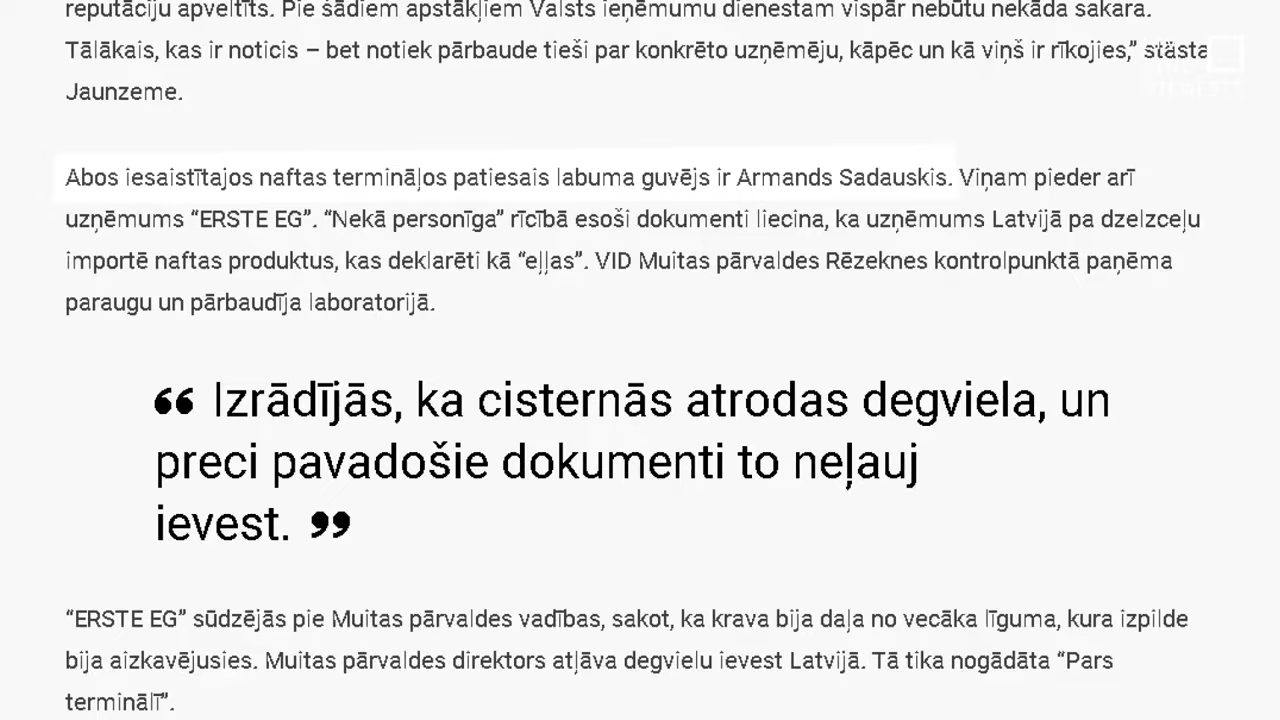 reputāciju apveltīts. Pie šādiem apstākļiem Valsts ieņēmumu dienestam vispār nebūtu nekāda sakara.
Tālākais, kas ir noticis – bet notiek pārbaude tieši par konkrēto uzņēmēju, kāpēc un kā viņš ir rīkojies,” stāsta
Jaunzeme.
Abos iesaistītajos naftas termināļos patiesais labuma guvējs ir Armands Sadauskis. Viņam pieder arī
uzņēmums “ERSTE EG”. “Nekā personīga” rīcībā esoši dokumenti liecina, ka uzņēmums Latvijā pa dzelzceļu
importē naftas produktus, kas deklarēti kā “eļļas”. VID Muitas pārvaldes Rēzeknes kontrolpunktā paņēma
paraugu un pārbaudīja laboratorijā.
“ Izrādījās, ka cisternās atrodas degviela, un
preci pavadošie dokumenti to neļauj
ievest. ”
“ERSTE EG” sūdzējās pie Muitas pārvaldes vadības, sakot, ka krava bija daļa no vecāka līguma, kura izpilde
bija aizkavējusies. Muitas pārvaldes direktors atļāva degvielu ievest Latvijā. Tā tika nogādāta “Pars
terminālī”.